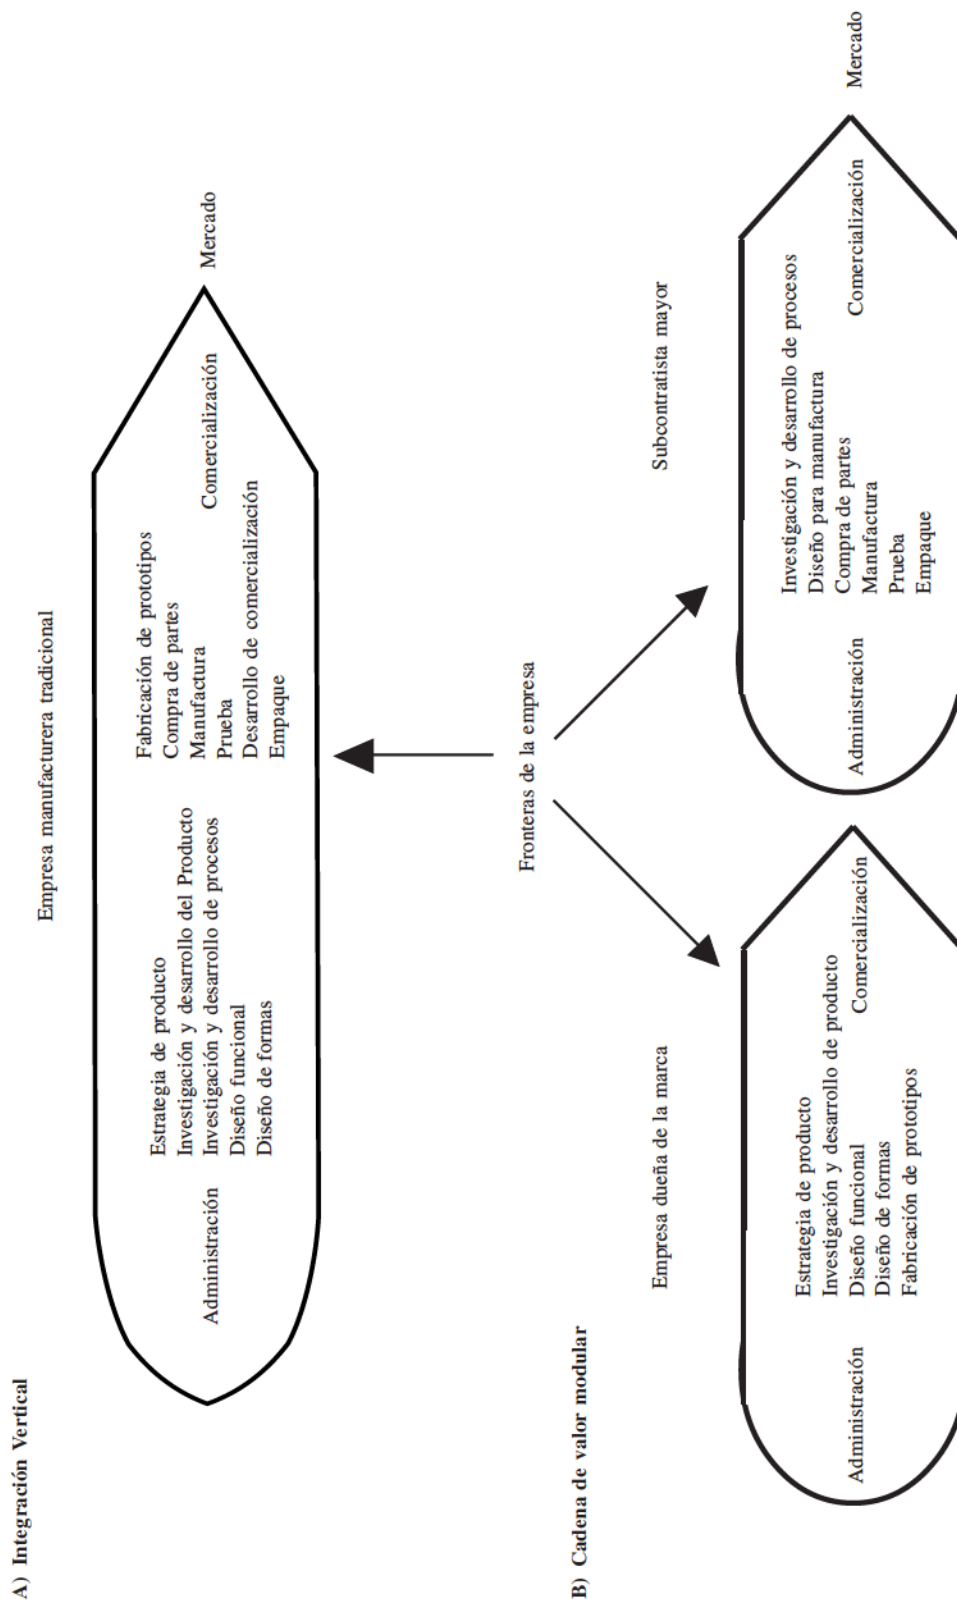 A) Integración Vertical
Empresa manufacturera tradicional
Administración
Estrategia de producto
Investigación y desarrollo del Producto
Investigación y desarrollo de procesos
Diseño funcional
Diseño de formas
Fabricación de prototipos
Compra de partes
Manufactura
Prueba
Desarrollo de comercialización
Empaque
Comercialización
Mercado
Fronteras de la empresa
B) Cadena de valor modular
Empresa dueña de la marca
Administración
Estrategia de producto
Investigación y desarrollo de producto
Diseño funcional
Diseño de formas
Fabricación de prototipos
Comercialización
Subcontratista mayor
Administración
Investigación y desarrollo de procesos
Diseño para manufactura
Compra de partes
Manufactura
Prueba
Empaque
Comercialización
Mercado